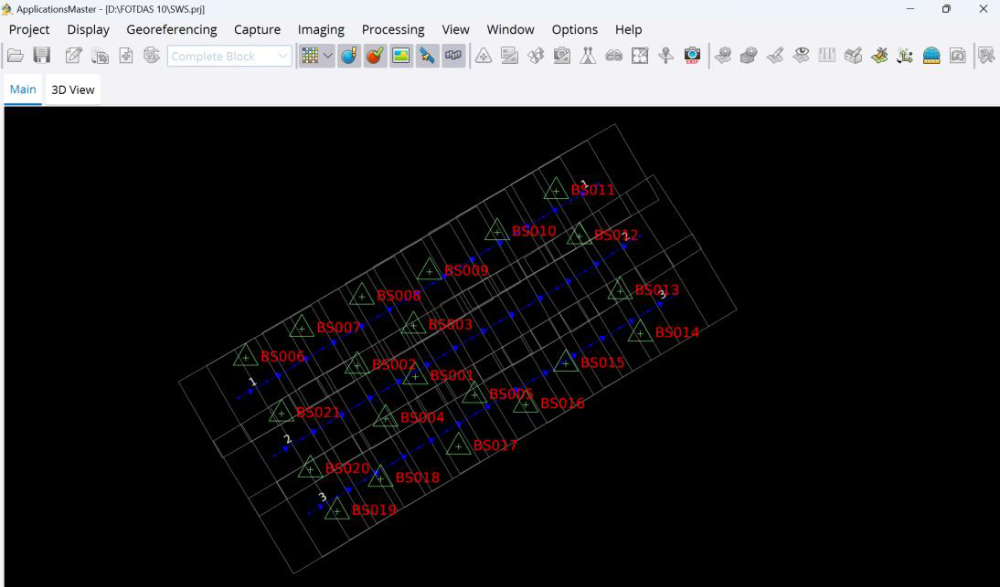 ApplicationsMaster - [D:\FOTDAS 10\SWS.prj]
Project Display Georeferencing Capture Imaging Processing View Window Options Help
Complete Block
EXIF
Main 3D View
1
BS011
BS010
BS012
2
BS009
BS013
3
BS008
BS003
BS007
BS014
BS006
BS002
BS015
BS001
1
BS005
BS016
BS021
BS004
2
BS017
BS020
BS018
3
BS019